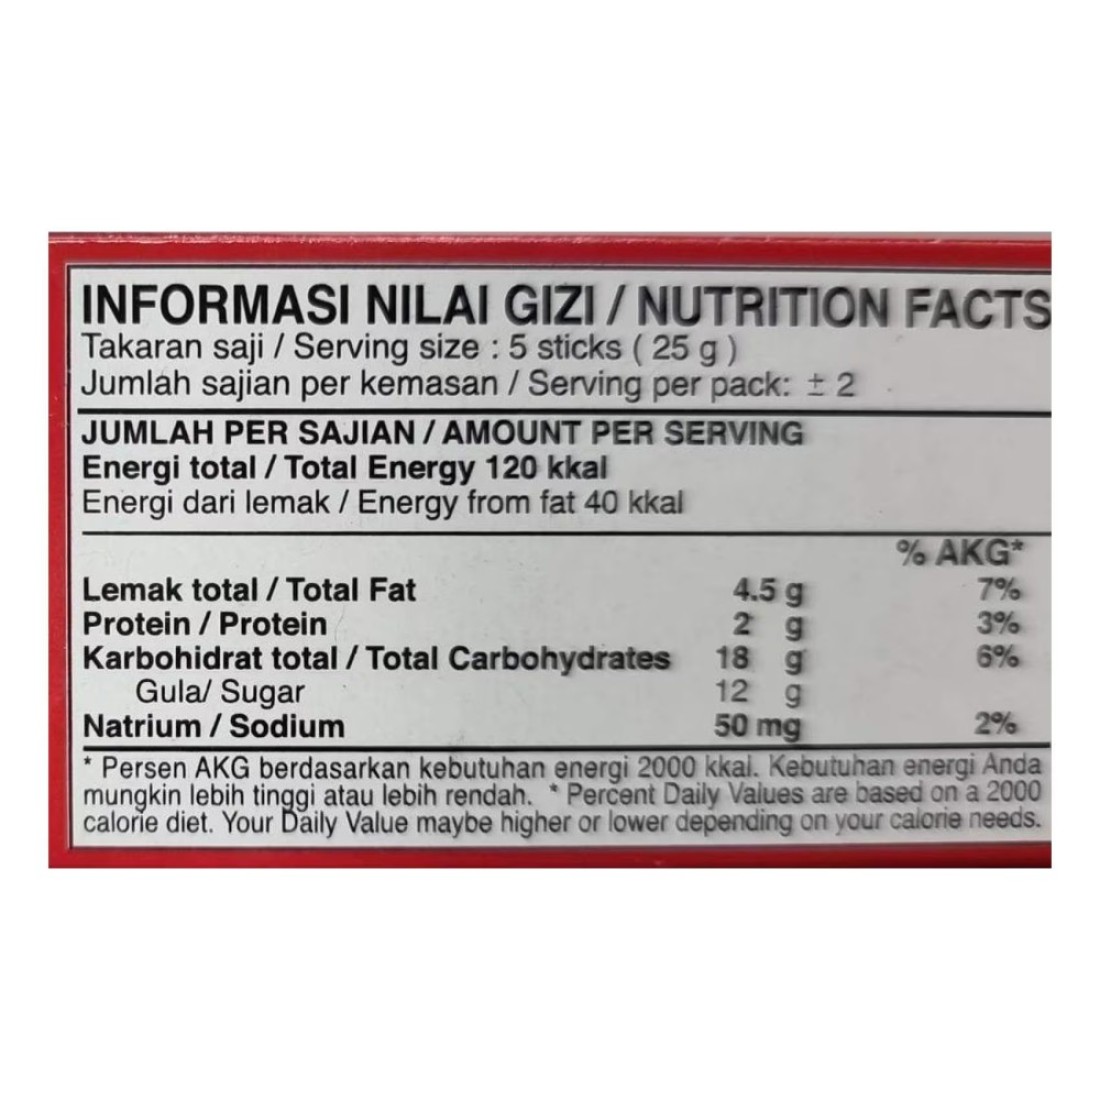 INFORMASI NILAI GIZI / NUTRITION FACTS
Takaran saji / Serving size : 5 sticks ( 25 g )
Jumlah sajian per kemasan / Serving per pack: ± 2
JUMLAH PER SAJIAN / AMOUNT PER SERVING
Energi total / Total Energy 120 kkal
Energi dari lemak / Energy from fat 40 kkal
% AKG*
Lemak total / Total Fat 4.5 g 7%
Protein / Protein 2 g 3%
Karbohidrat total / Total Carbohydrates 18 g 6%
Gula/ Sugar 12 g
Natrium / Sodium 50 mg 2%
* Persen AKG berdasarkan kebutuhan energi 2000 kkal. Kebutuhan energi Anda
mungkin lebih tinggi atau lebih rendah. * Percent Daily Values are based on a 2000
calorie diet. Your Daily Value maybe higher or lower depending on your calorie needs.